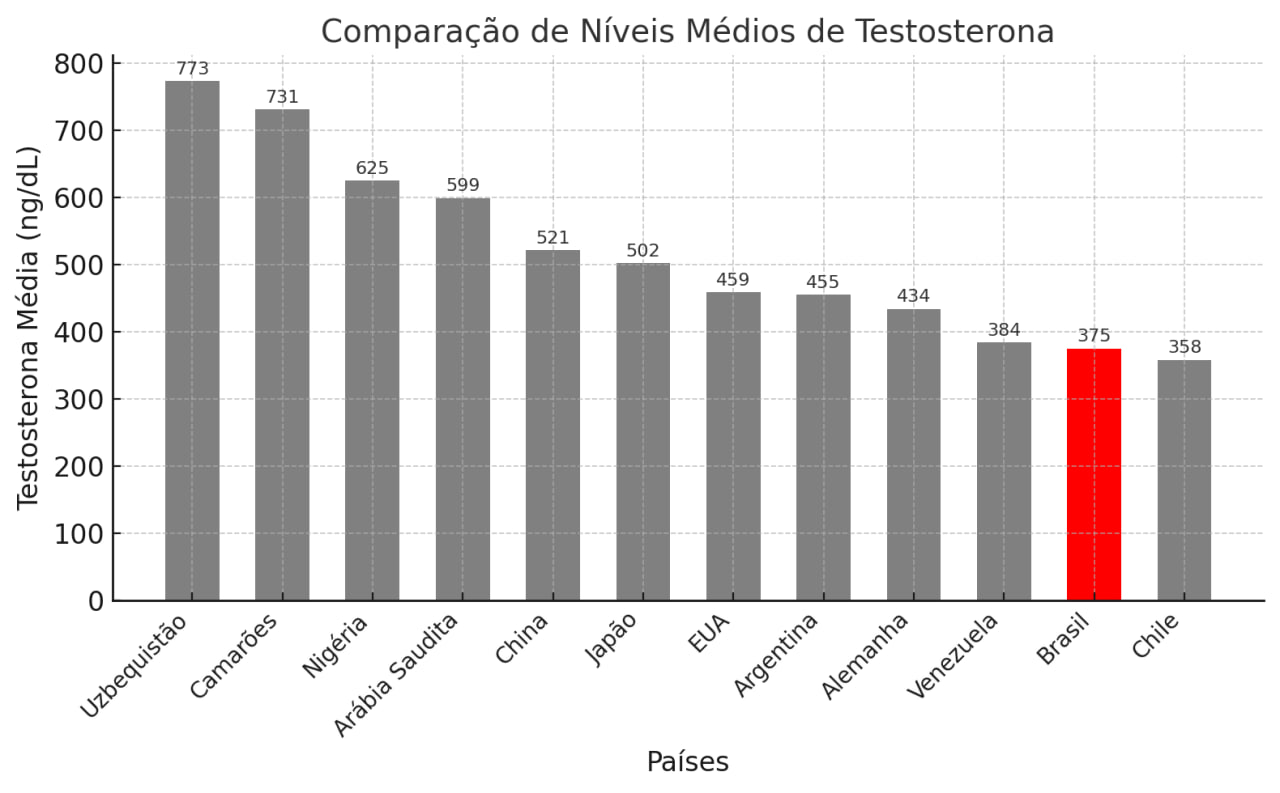 Comparação de Níveis Médios de Testosterona
Testosterona Média (ng/dL)
800
700
600
500
400
300
200
100
0
773
731
625
599
521
502
459
455
434
384
375
358
Uzbequistão
Camarões
Nigéria
Arábia Saudita
China
Japão
EUA
Argentina
Alemanha
Venezuela
Brasil
Chile
Países